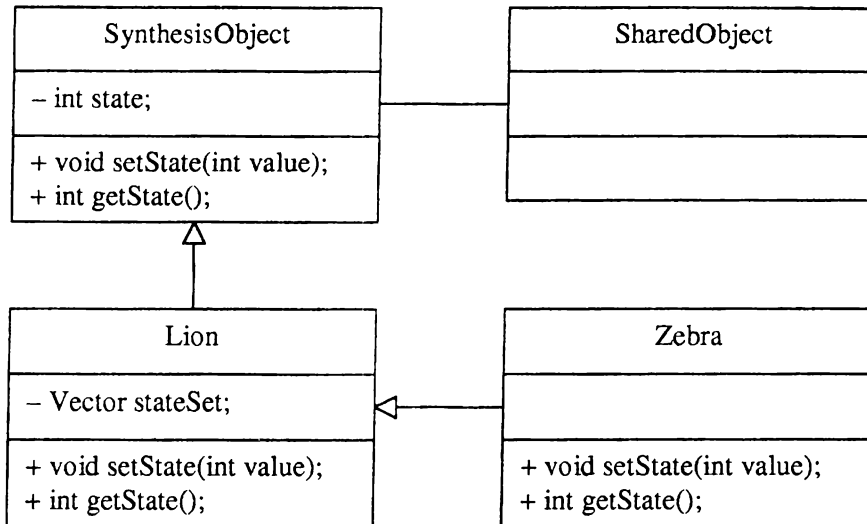 SynthesisObject
– int state;
+ void setState(int value);
+ int getState();
SharedObject
Lion
– Vector stateSet;
+ void setState(int value);
+ int getState();
Zebra
+ void setState(int value);
+ int getState();